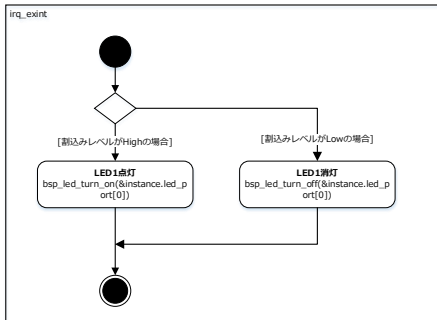 irq_exint
[割込みレベルがHighの場合]
[割込みレベルがLowの場合]
LED1点灯
bsp_led_turn_on(&instance.led_p
ort[0])
LED1消灯
bsp_led_turn_off(&instance.led_p
ort[0])